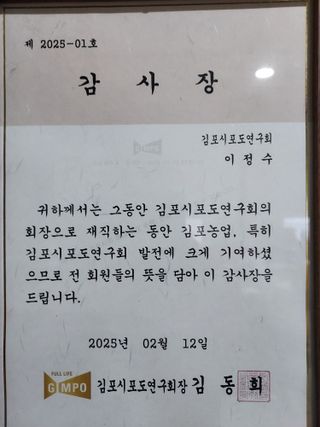 제 2025-01호
감 사 장
김포시포도연구회
이 정 수
귀하께서는 그동안 김포시포도연구회의
회장으로 재직하는 동안 김포농업, 특히
김포시포도연구회 발전에 크게 기여하셨
으므로 전 회원들의 뜻을 담아 이 감사장을
드립니다.
2025년 02월 12일
FULL LIFE
GIMPO 김포시포도연구회장 김 동 희